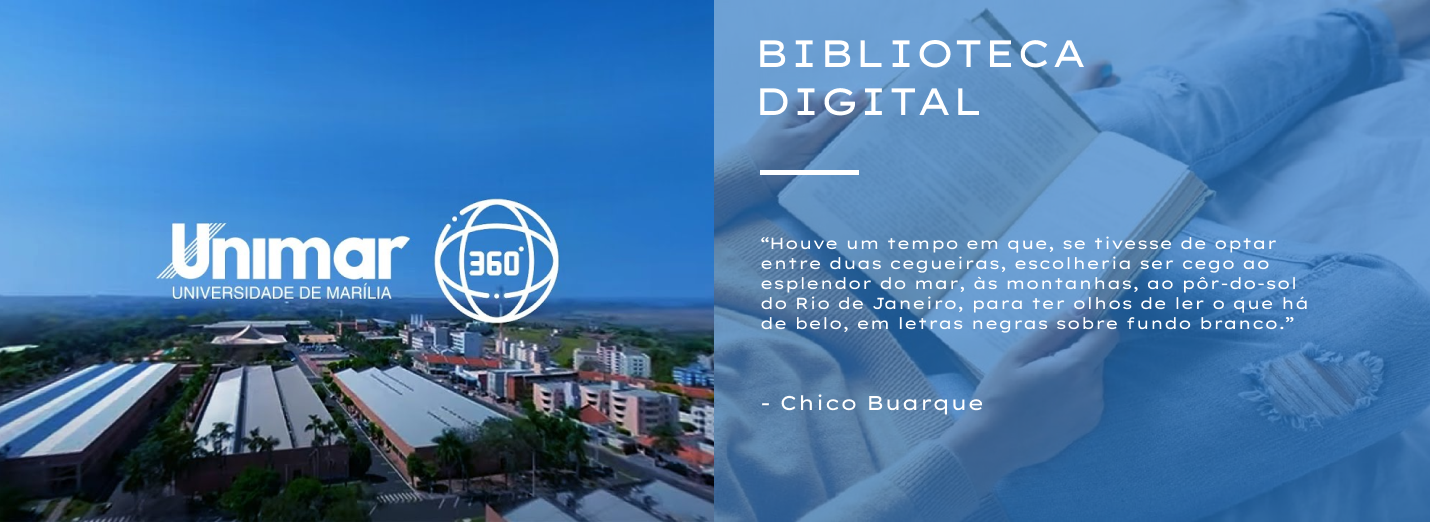 Unimar
UNIVERSIDADE DE MARÍLIA
360°
BIBLIOTECA
DIGITAL
“Houve um tempo em que, se tivesse de optar
entre duas cegueiras, escolheria ser cego ao
esplendor do mar, às montanhas, ao pôr-do-sol
do Rio de Janeiro, para ter olhos de ler o que há
de belo, em letras negras sobre fundo branco.”
- Chico Buarque